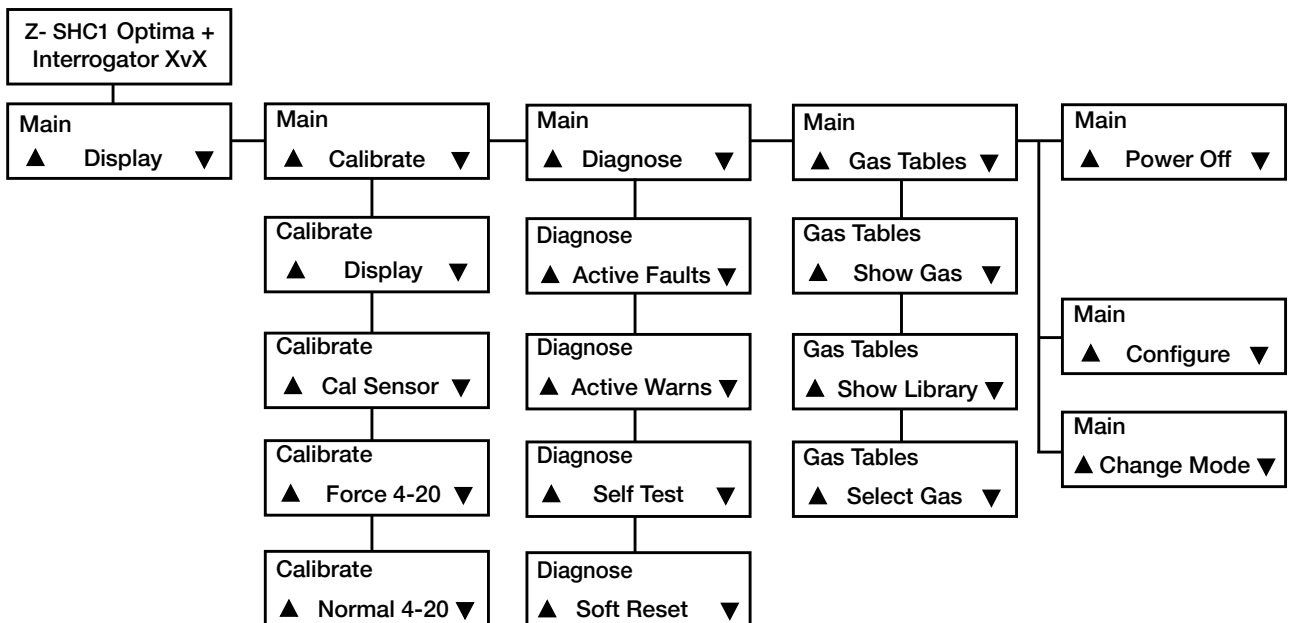 Z- SHC1 Optima +
Interrogator XvX
Main
▲ Display ▼
Main
▲ Calibrate ▼
Main
▲ Diagnose ▼
Main
▲ Gas Tables ▼
Main
▲ Power Off ▼
Calibrate
▲ Display ▼
Diagnose
▲ Active Faults ▼
Gas Tables
▲ Show Gas ▼
Main
▲ Configure ▼
Calibrate
▲ Cal Sensor ▼
Diagnose
▲ Active Warns ▼
Gas Tables
▲ Show Library ▼
Main
▲ Change Mode ▼
Calibrate
▲ Force 4-20 ▼
Diagnose
▲ Self Test ▼
Gas Tables
▲ Select Gas ▼
Calibrate
▲ Normal 4-20 ▼
Diagnose
▲ Soft Reset ▼